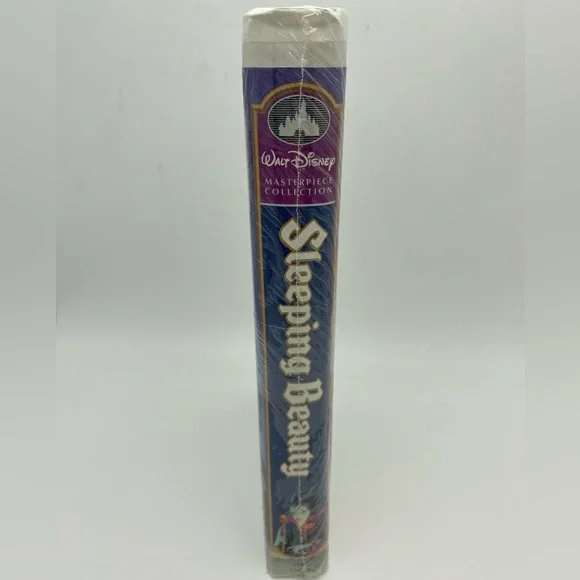 WALT DISNEY
MASTERPIECE
COLLECTION
Sleeping Beauty